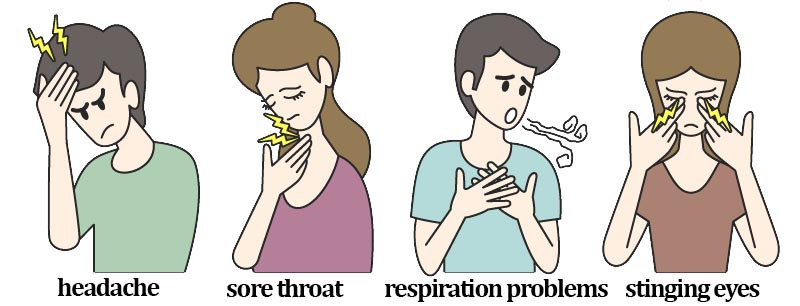 headache sore throat respiration problems stinging eyes